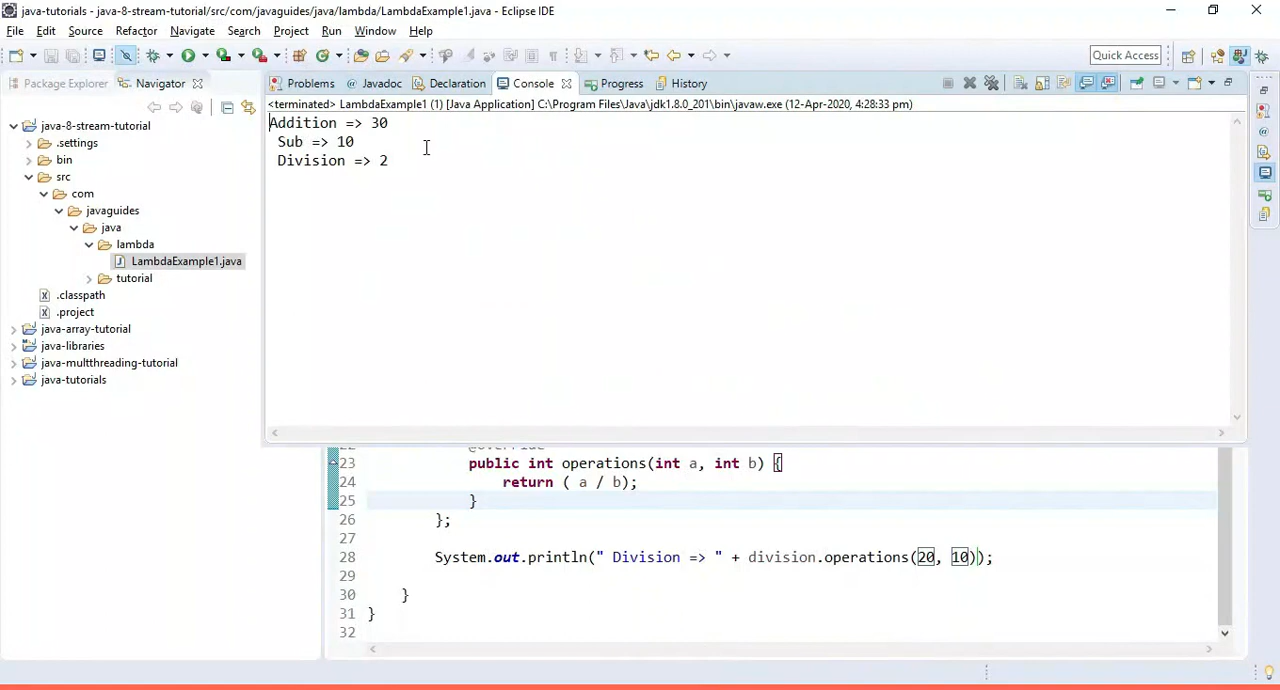 java-tutorials - java-8-stream-tutorial/src/com/javaguides/java/lambda/LambdaExample1.java - Eclipse IDE
File Edit Source Refactor Navigate Search Project Run Window Help
Quick Access
Package Explorer Navigator
Problems Javadoc Declaration Console Progress History
<terminated> LambdaExample1 (1) [Java Application] C:\Program Files\Java\jdk1.8.0_201\bin\javaw.exe (12-Apr-2020, 4:28:33 pm)
Addition => 30
Sub => 10
Division => 2
java-8-stream-tutorial
.settings
bin
src
com
javaguides
java
lambda
LambdaExample1.java
tutorial
.classpath
.project
java-array-tutorial
java-libraries
java-multthreading-tutorial
java-tutorials
22 @Override
23 public int operations(int a, int b) {
24 return ( a / b);
25 }
26 };
27
28 System.out.println(" Division => " + division.operations(20, 10));
29
30 }
31 }
32